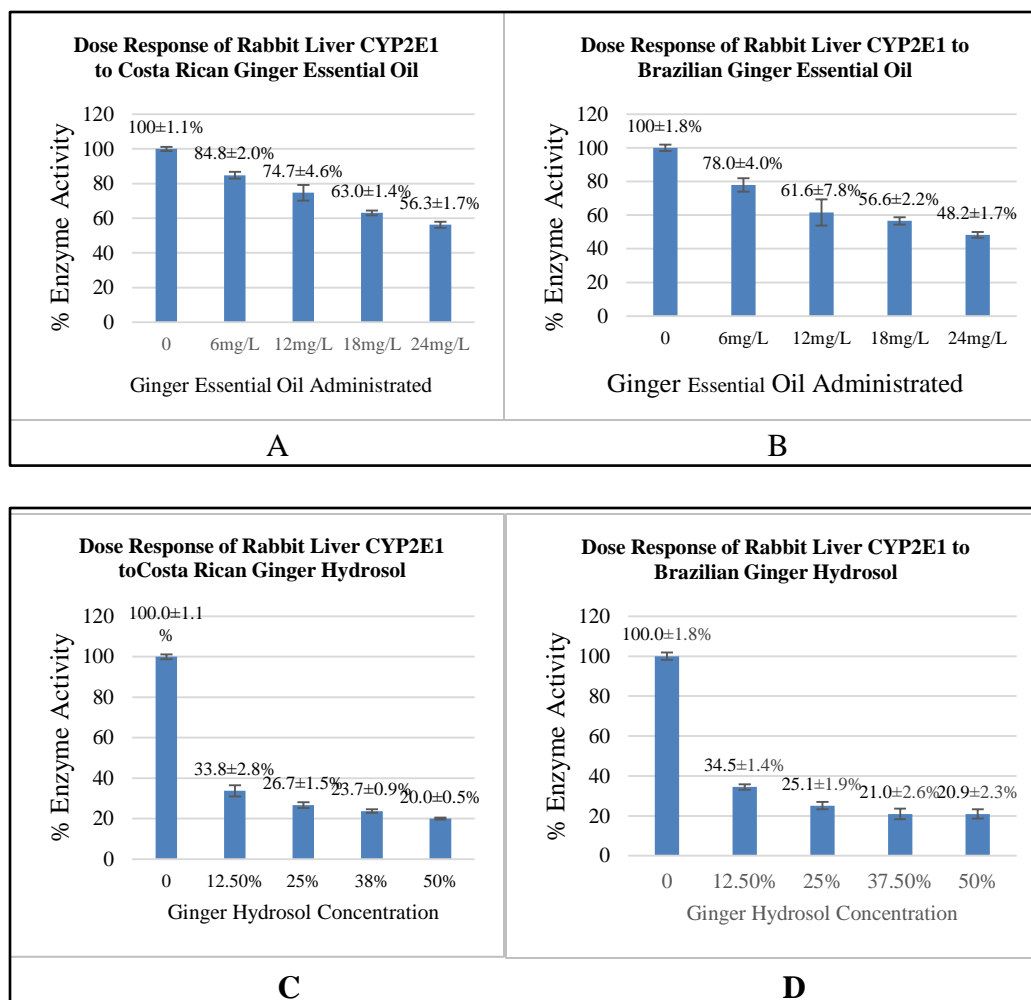 Dose Response of Rabbit Liver CYP2E1
to Costa Rican Ginger Essential Oil
% Enzyme Activity
120
100
80
60
40
20
0
100±1.1%
84.8±2.0%
74.7±4.6%
63.0±1.4%
56.3±1.7%
0 6mg/L 12mg/L 18mg/L 24mg/L
Ginger Essential Oil Administrated
A
Dose Response of Rabbit Liver CYP2E1 to
Brazilian Ginger Essential Oil
% Enzyme Activity
120
100
80
60
40
20
0
100±1.8%
78.0±4.0%
61.6±7.8%
56.6±2.2%
48.2±1.7%
0 6mg/L 12mg/L 18mg/L 24mg/L
Ginger Essential Oil Administrated
B
Dose Response of Rabbit Liver CYP2E1
toCosta Rican Ginger Hydrosol
% Enzyme Activity
120
100
80
60
40
20
0
100.0±1.1
%
33.8±2.8%
26.7±1.5%
23.7±0.9%
20.0±0.5%
0 12.50% 25% 38% 50%
Ginger Hydrosol Concentration
C
Dose Response of Rabbit Liver CYP2E1 to
Brazilian Ginger Hydrosol
% Enzyme Activity
120
100
80
60
40
20
0
100.0±1.8%
34.5±1.4%
25.1±1.9%
21.0±2.6%
20.9±2.3%
0 12.50% 25% 37.50% 50%
Ginger Hydrosol Concentration
D